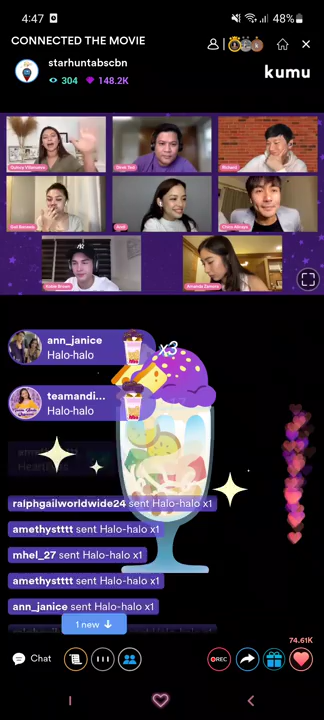 4:47
48%
CONNECTED THE MOVIE
starhuntabscbn
304
148.2K
kumu
Richard
Amanda Zamora
ann_janice
Halo-halo
x3
teamandi...
Halo-halo
ralphgailworldwide24 sent Halo-halo x1
amethystttt sent Halo-halo x1
mhel_27 sent Halo-halo x1
amethystttt sent Halo-halo x1
ann_janice sent Halo-halo x1
1 new
74.61K
Chat
REC